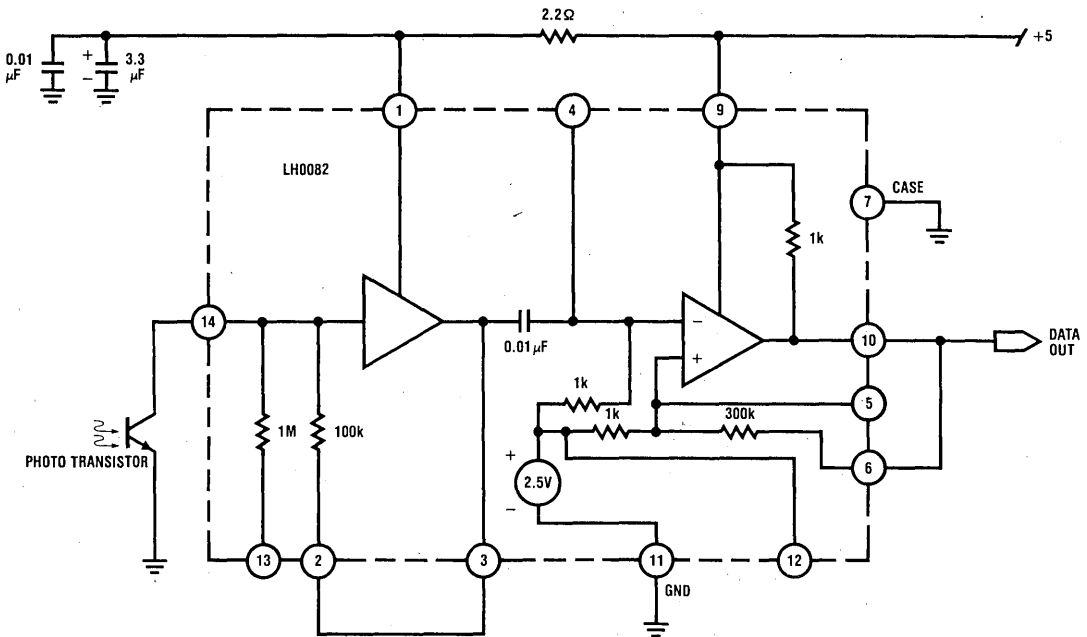 2.2Ω
+5
0.01
μF
+
−
3.3
μF
1
4
9
LH0082
7
CASE
1k
14
0.01μF
−
+
10
DATA
OUT
1k
1k
5
1M
100k
300k
PHOTO TRANSISTOR
+
2.5V
−
6
13
2
3
11
GND
12